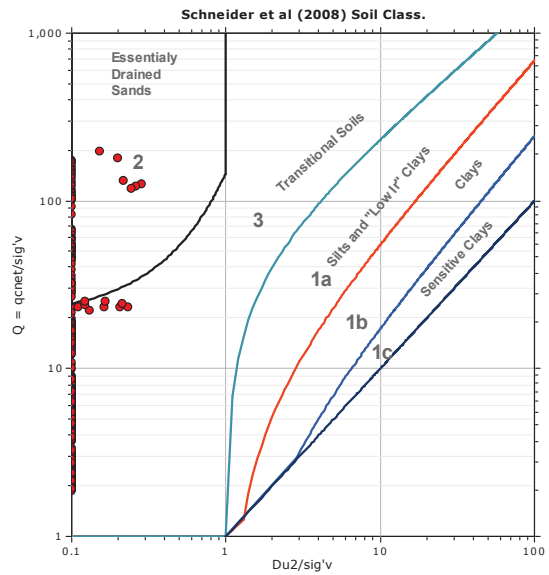 Schneider et al (2008) Soil Class.
1,000
Essentialy
Drained
Sands
Transitional Soils
2
Silts and "Low Ir" Clays
Clays
100
3
Sensitive Clays
Q = qcnet/sig'v
1a
1b
1c
10
1
0.1
1
10
100
Du2/sig'v